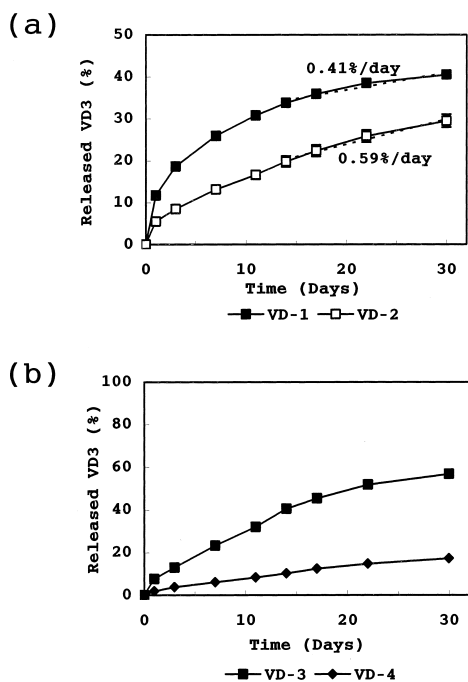 (a)
Released VD3 (%)
50
40
30
20
10
0
0.41%/day
0.59%/day
0 10 20 30
Time (Days)
VD-1 VD-2
(b)
Released VD3 (%)
100
80
60
40
20
0
0 10 20 30
Time (Days)
VD-3 VD-4